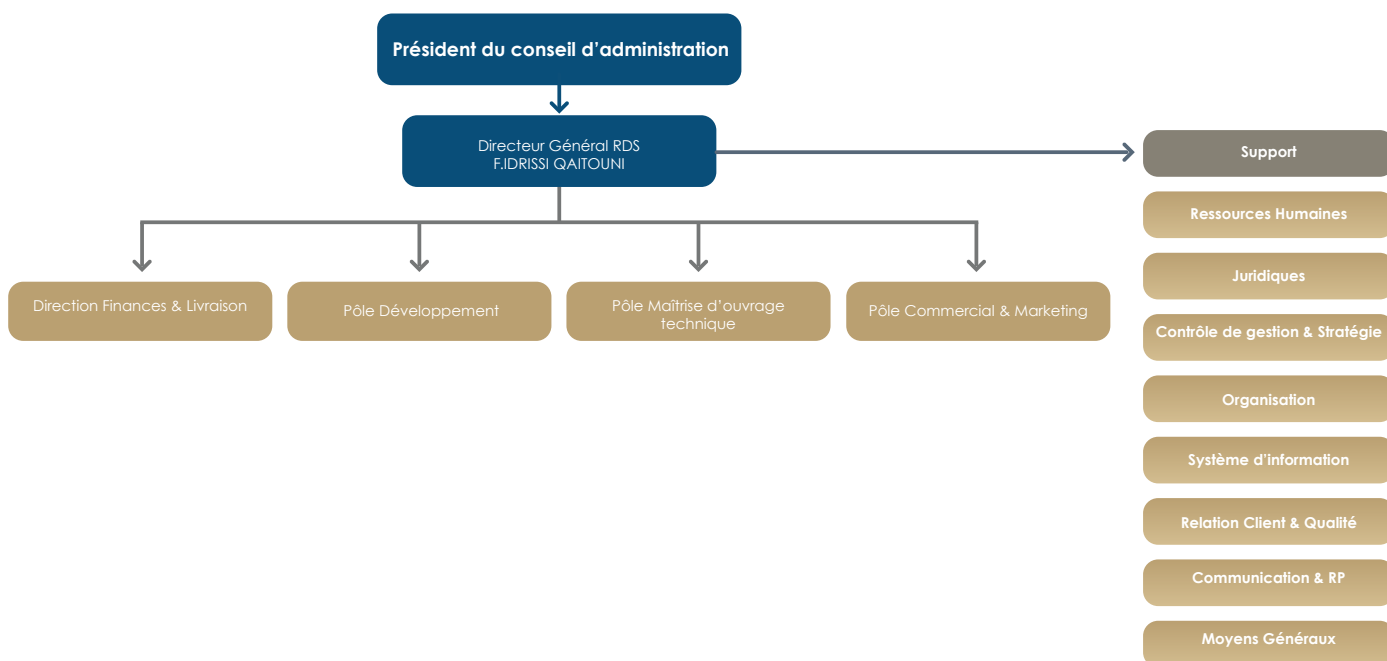 Président du conseil d'administration
Directeur Général RDS
F.IDRISSI QAITOUNI
Support
Ressources Humaines
Juridiques
Contrôle de gestion & Stratégie
Organisation
Système d'information
Relation Client & Qualité
Communication & RP
Moyens Généraux
Direction Finances & Livraison
Pôle Développement
Pôle Maîtrise d'ouvrage
technique
Pôle Commercial & Marketing